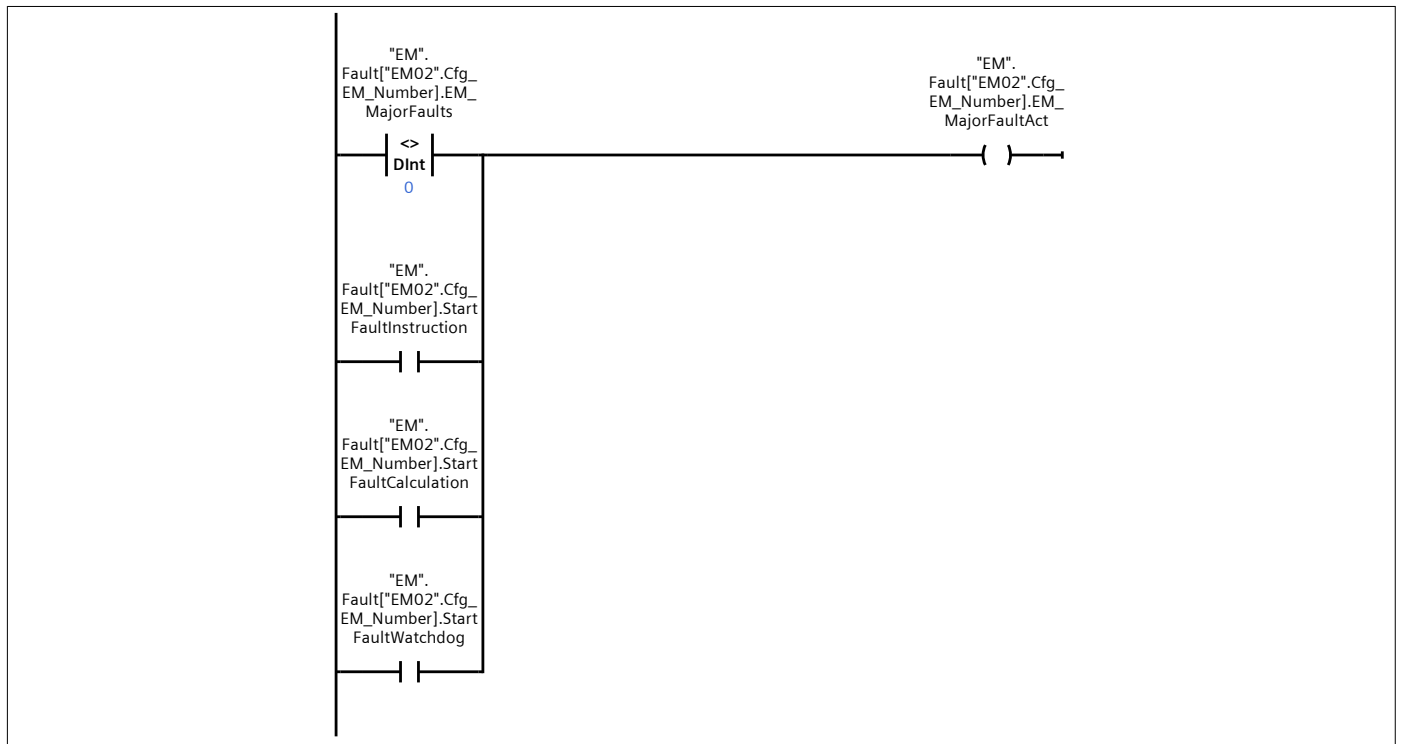 "EM".
Fault["EM02".Cfg_
EM_Number].EM_
MajorFaults
<>
DInt
0
"EM".
Fault["EM02".Cfg_
EM_Number].EM_
MajorFaultAct
"EM".
Fault["EM02".Cfg_
EM_Number].Start
FaultInstruction
"EM".
Fault["EM02".Cfg_
EM_Number].Start
FaultCalculation
"EM".
Fault["EM02".Cfg_
EM_Number].Start
FaultWatchdog